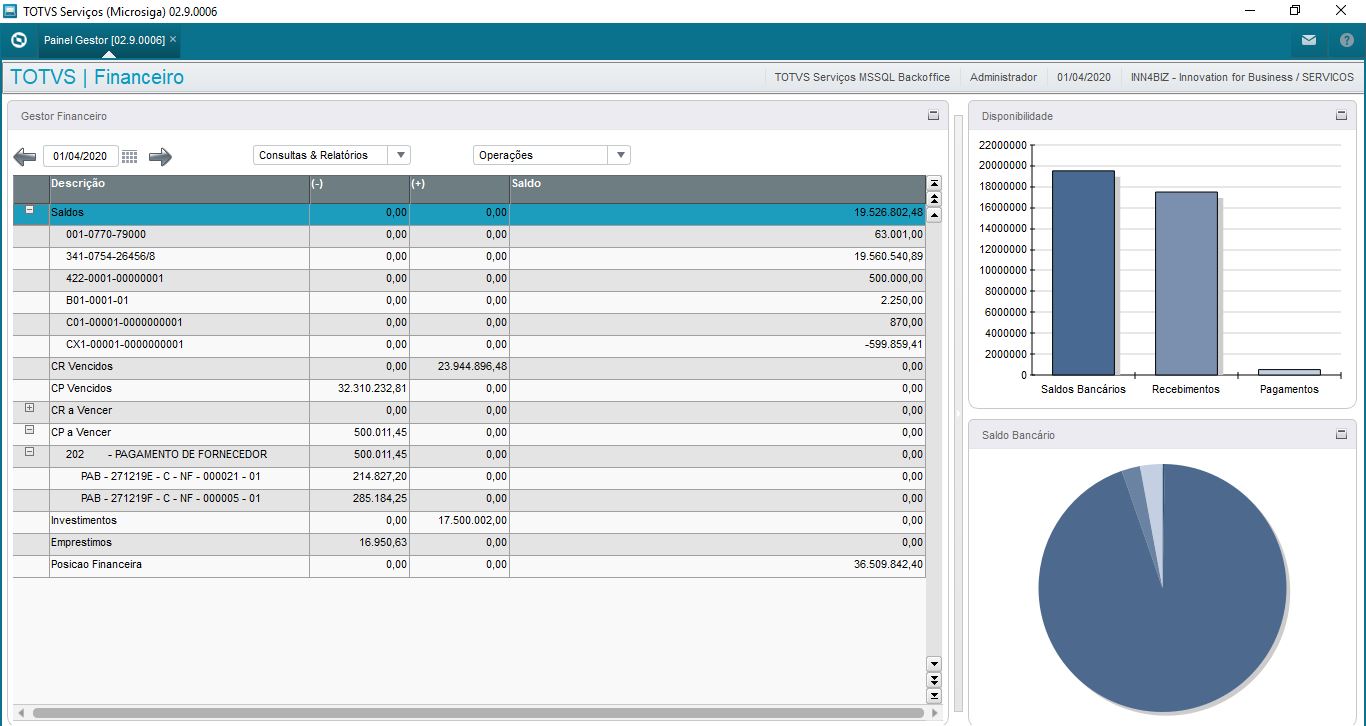 TOTVS Serviços (Microsiga) 02.9.0006
Painel Gestor [02.9.0006] ×
TOTVS | Financeiro
TOTVS Serviços MSSQL Backoffice Administrador 01/04/2020 INN4BIZ - Innovation for Business / SERVICOS
Gestor Financeiro
01/04/2020 Consultas & Relatórios Operações
Descrição (-) (+) Saldo
Saldos 0,00 0,00 19.526.802,48
001-0770-79000 0,00 0,00 63.001,00
341-0754-26456/8 0,00 0,00 19.560.540,89
422-0001-00000001 0,00 0,00 500.000,00
B01-0001-01 0,00 0,00 2.250,00
C01-00001-0000000001 0,00 0,00 870,00
CX1-00001-0000000001 0,00 0,00 -599.859,41
CR Vencidos 0,00 23.944.896,48 0,00
CP Vencidos 32.310.232,81 0,00 0,00
CR a Vencer 0,00 0,00 0,00
CP a Vencer 500.011,45 0,00 0,00
202 - PAGAMENTO DE FORNECEDOR 500.011,45 0,00 0,00
PAB - 271219E - C - NF - 000021 - 01 214.827,20 0,00 0,00
PAB - 271219F - C - NF - 000005 - 01 285.184,25 0,00 0,00
Investimentos 0,00 17.500.002,00 0,00
Emprestimos 16.950,63 0,00 0,00
Posicao Financeira 0,00 0,00 36.509.842,40
Disponibilidade
22000000
20000000
18000000
16000000
14000000
12000000
10000000
8000000
6000000
4000000
2000000
0
Saldos Bancários Recebimentos Pagamentos
Saldo Bancário